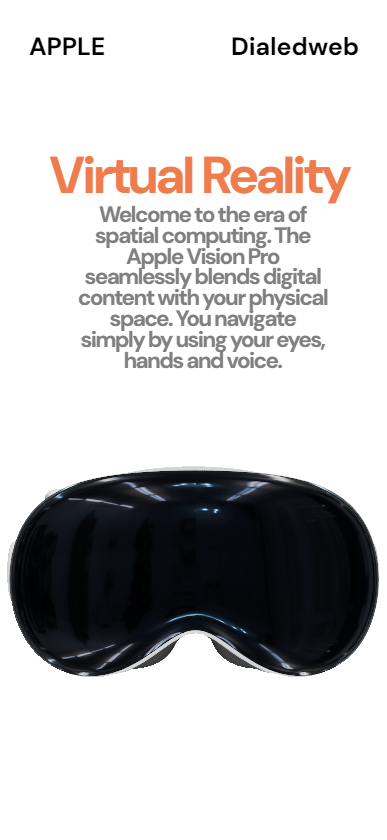 APPLE
Dialedweb
Virtual Reality
Welcome to the era of
spatial computing. The
Apple Vision Pro
seamlessly blends digital
content with your physical
space. You navigate
simply by using your eyes,
hands and voice.